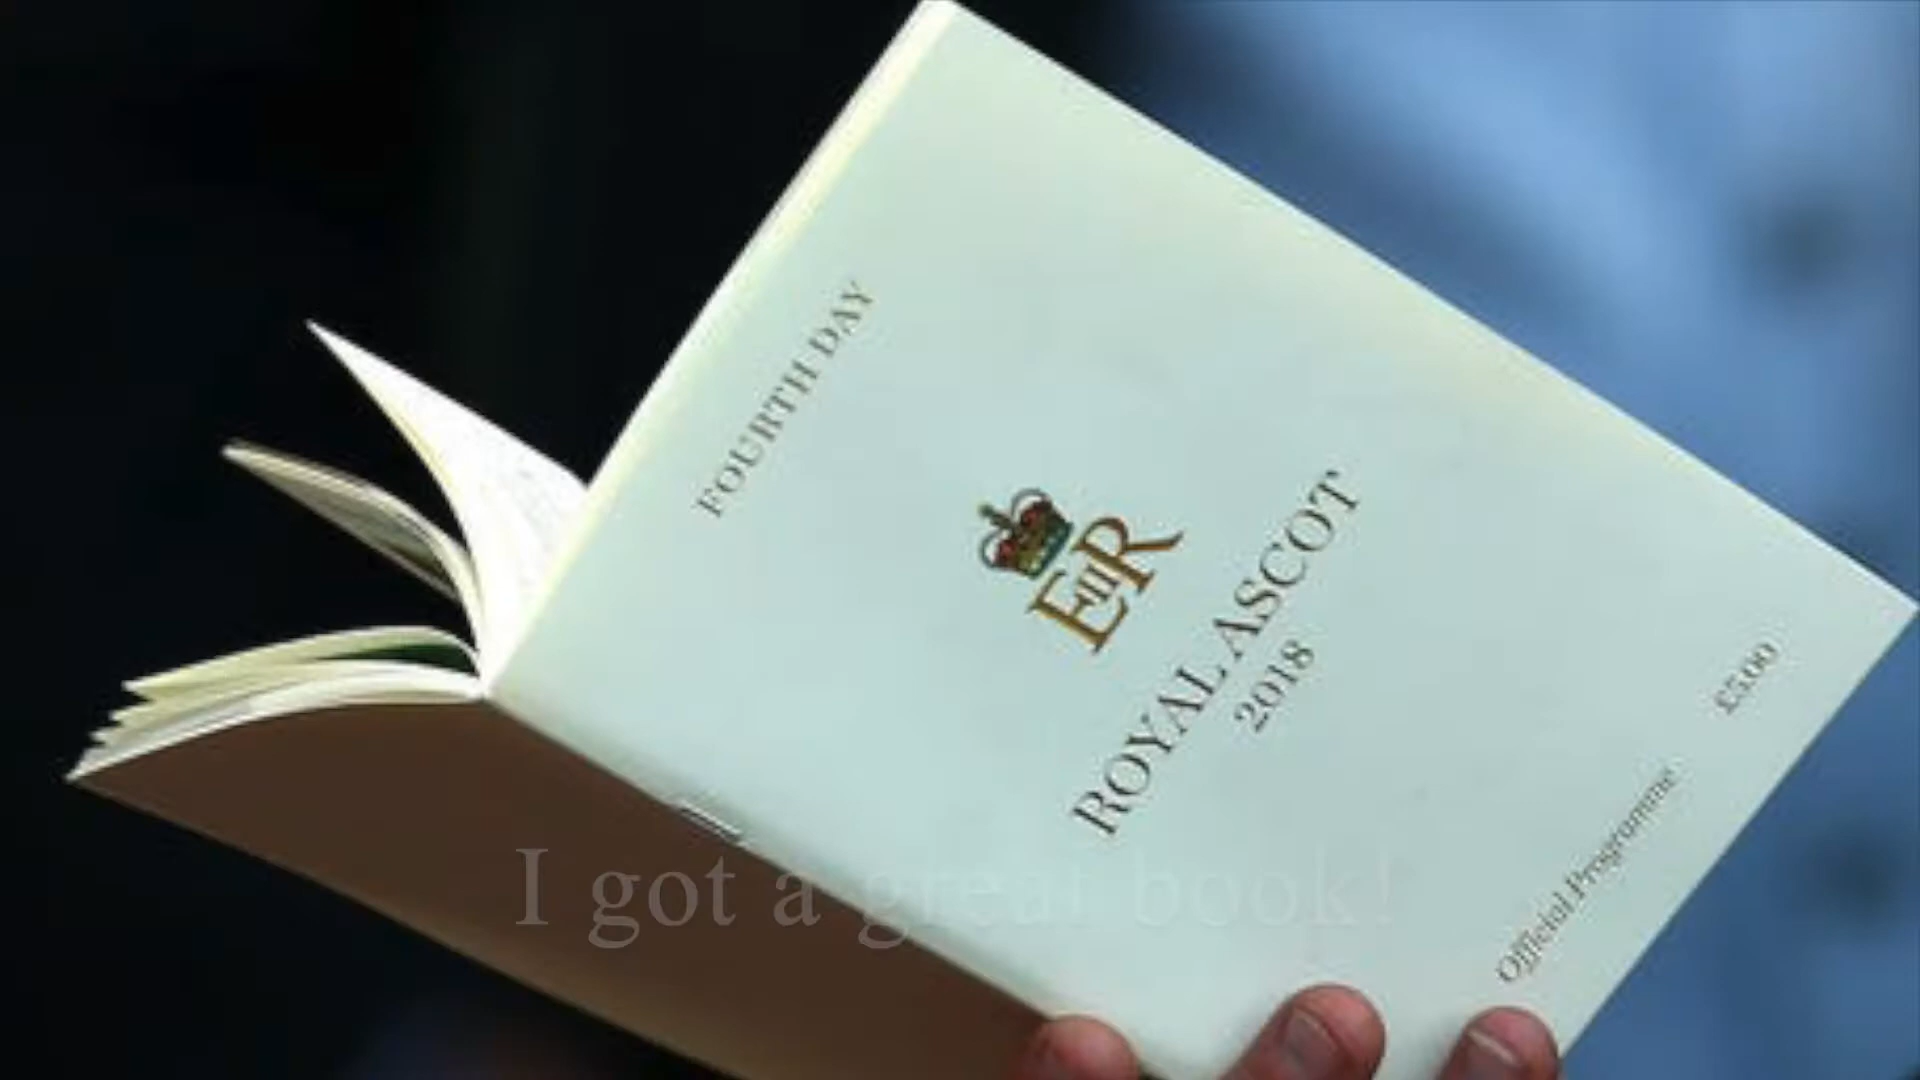 FOURTH DAY
EIIR
ROYAL ASCOT
2018
£5.00
Official Programme
I got a great book!